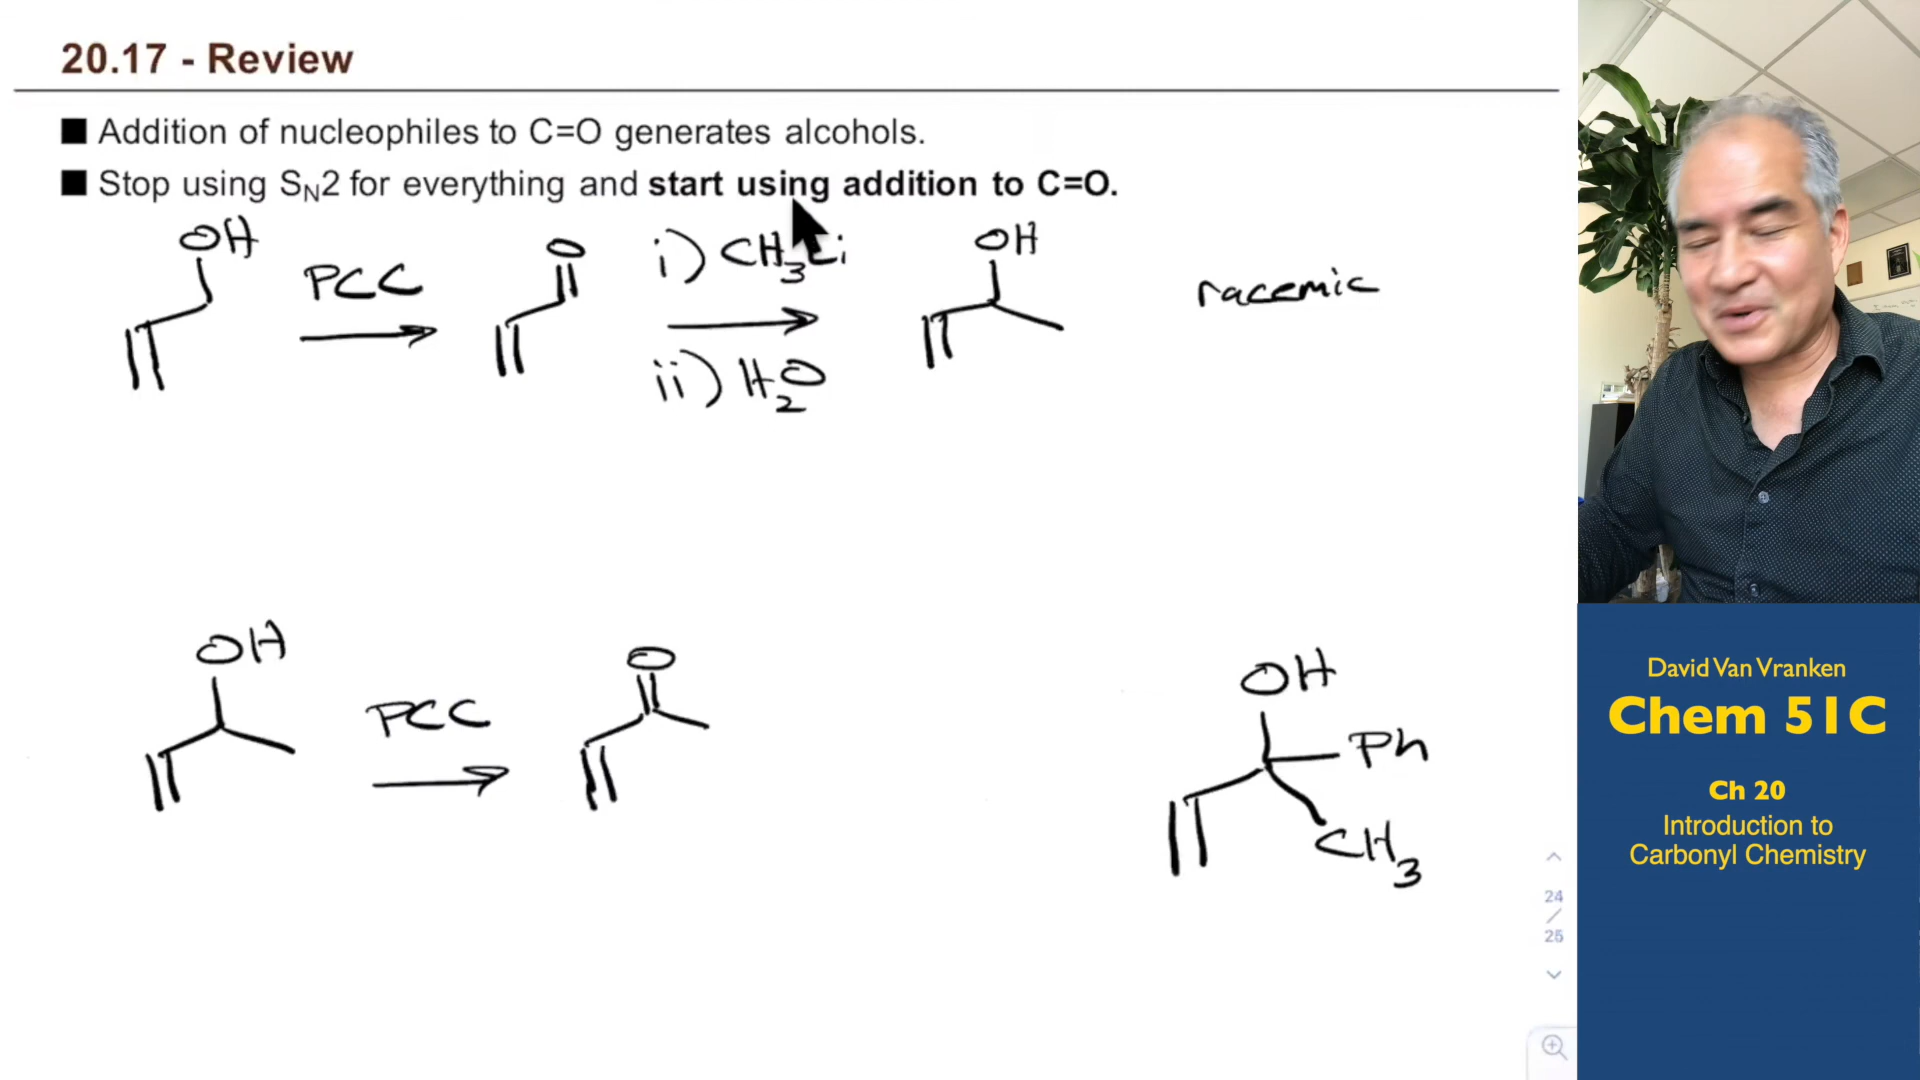 20.17 - Review
■ Addition of nucleophiles to C=O generates alcohols.
■ Stop using SN2 for everything and start using addition to C=O.
OH
PCC
O
i) CH3Li
ii) H2O
OH
racemic
OH
PCC
O
OH
Ph
CH3
24
/
25
David Van Vranken
Chem 51C
Ch 20
Introduction to
Carbonyl Chemistry